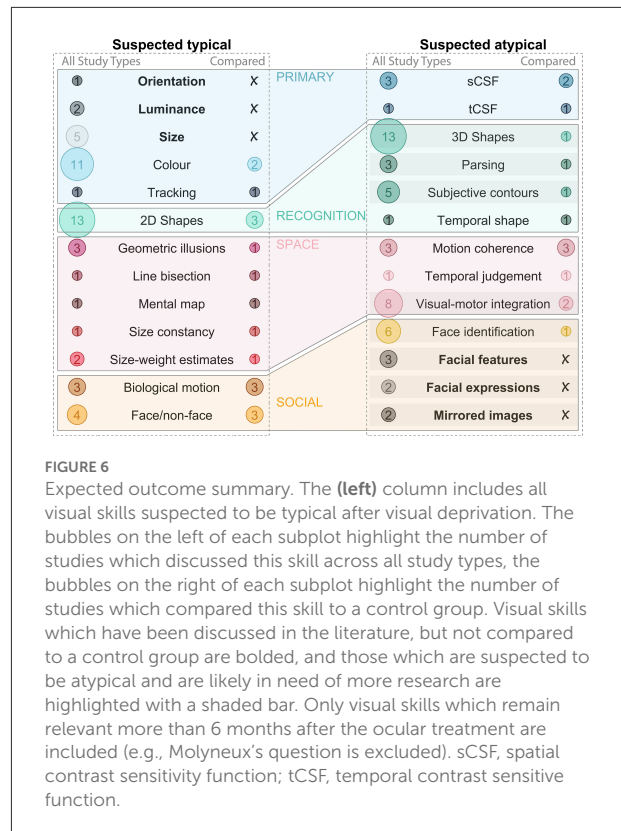 Suspected typical Suspected atypical
All Study Types Compared All Study Types Compared
1 Orientation X PRIMARY 3 sCSF 2
2 Luminance X 1 tCSF 1
5 Size X 13 3D Shapes 1
11 Colour 2 3 Parsing 1
1 Tracking 1 5 Subjective contours 1
13 2D Shapes 3 RECOGNITION 1 Temporal shape 1
3 Geometric illusions 1 SPACE 3 Motion coherence 3
1 Line bisection 1 1 Temporal judgement 1
1 Mental map 1 8 Visual-motor integration 2
1 Size constancy 1 6 Face identification 1
2 Size-weight estimates 1 3 Facial features X
3 Biological motion 3 SOCIAL 2 Facial expressions X
4 Face/non-face 3 2 Mirrored images X
FIGURE 6
Expected outcome summary. The (left) column includes all
visual skills suspected to be typical after visual deprivation. The
bubbles on the left of each subplot highlight the number of
studies which discussed this skill across all study types, the
bubbles on the right of each subplot highlight the number of
studies which compared this skill to a control group. Visual skills
which have been discussed in the literature, but not compared
to a control group are bolded, and those which are suspected to
be atypical and are likely in need of more research are
highlighted with a shaded bar. Only visual skills which remain
relevant more than 6 months after the ocular treatment are
included (e.g., Molyneux's question is excluded). sCSF, spatial
contrast sensitivity function; tCSF, temporal contrast sensitive
function.